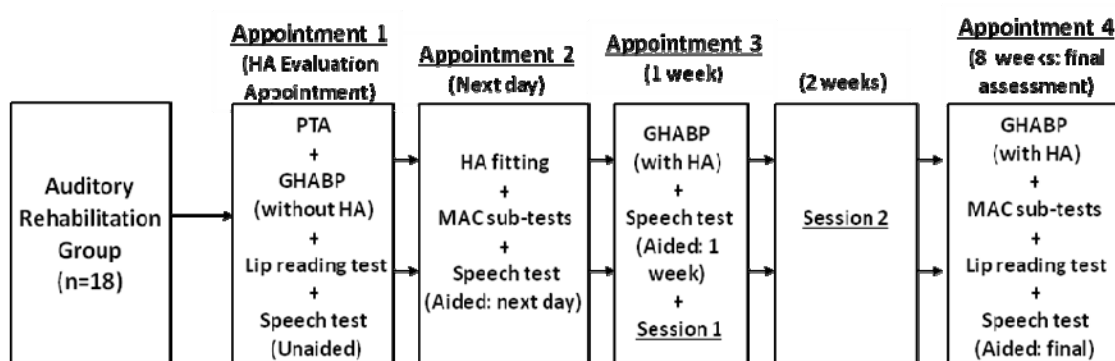 Appointment 1
(HA Evaluation
Appointment)
Appointment 2
(Next day)
Appointment 3
(1 week)
(2 weeks)
Appointment 4
(8 weeks: final
assessment)
Auditory
Rehabilitation
Group
(n=18)
PTA
+
GHABP
(without HA)
+
Lip reading test
+
Speech test
(Unaided)
HA fitting
+
MAC sub-tests
+
Speech test
(Aided: next day)
GHABP
(with HA)
+
Speech test
(Aided: 1
week)
+
Session 1
Session 2
GHABP
(with HA)
+
MAC sub-tests
+
Lip reading test
+
Speech test
(Aided: final)